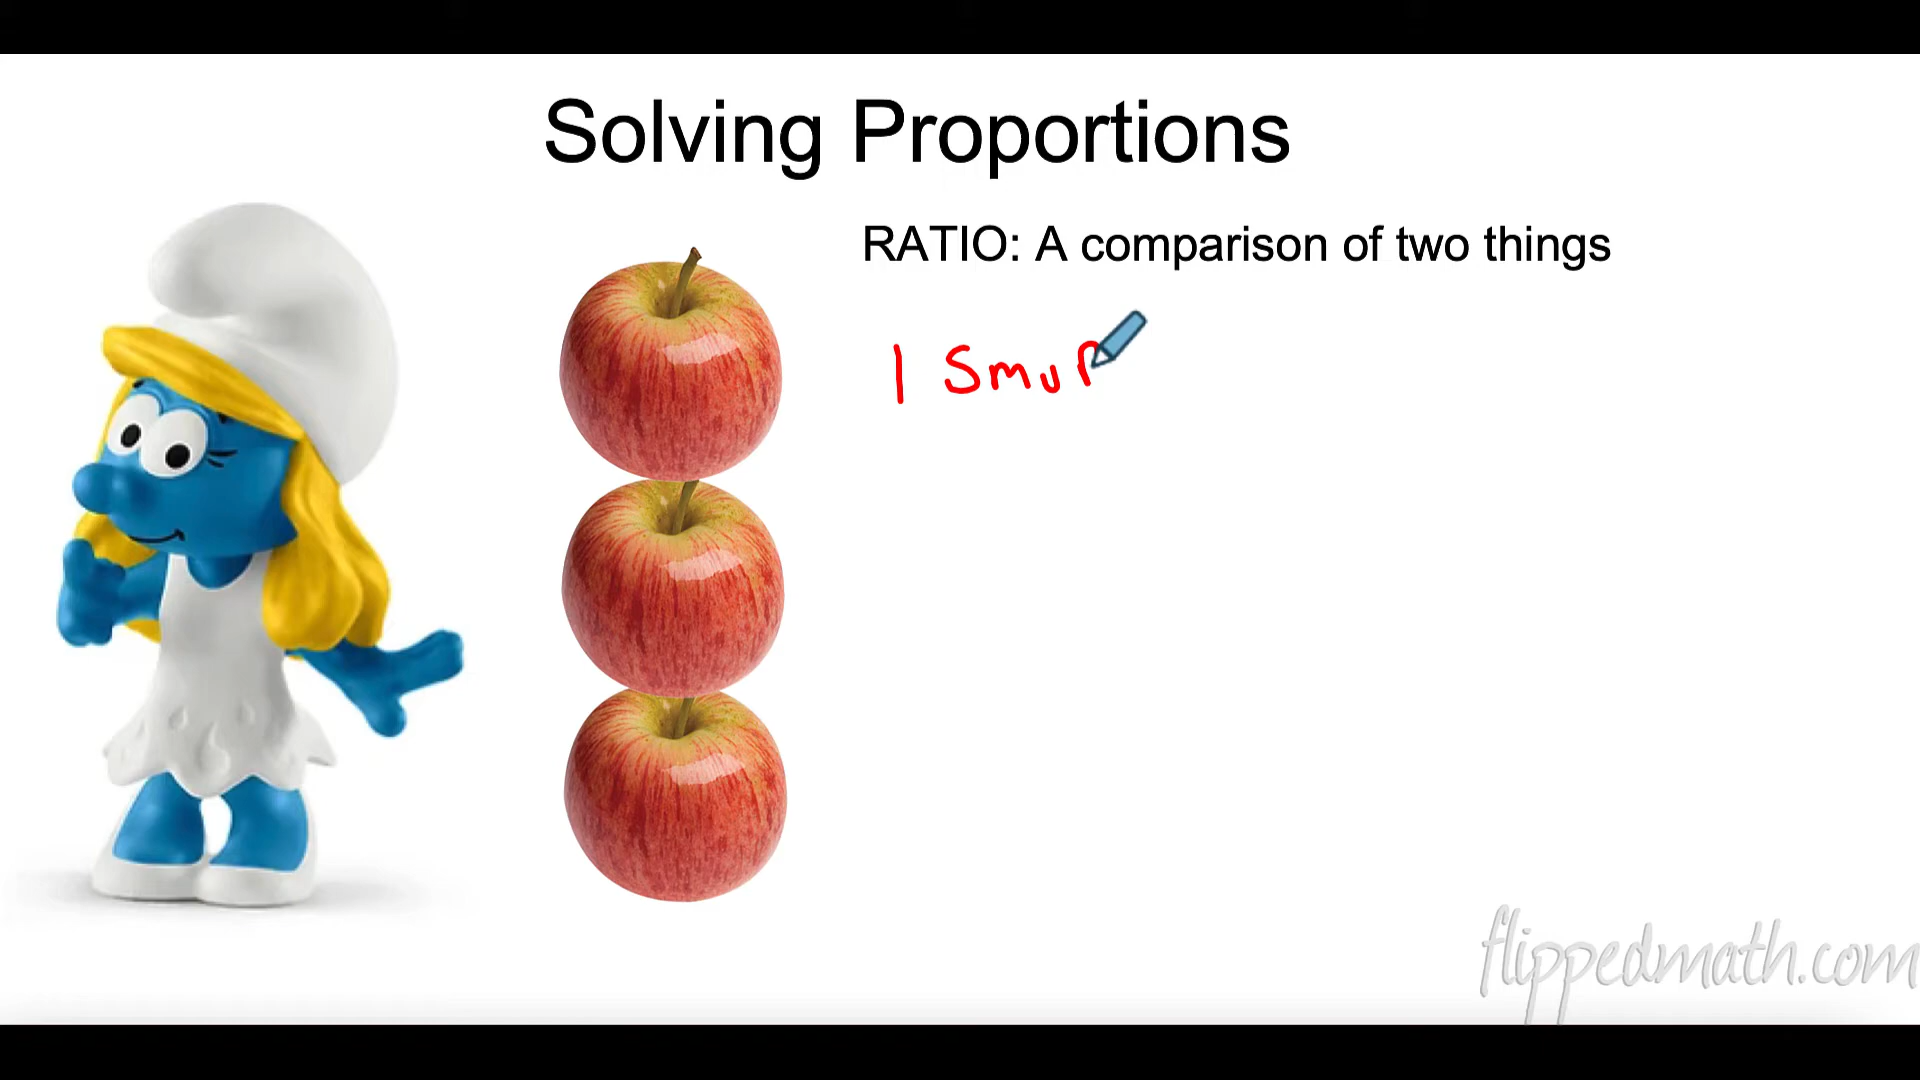 Solving Proportions
RATIO: A comparison of two things
1 Smur
flippedmath.com